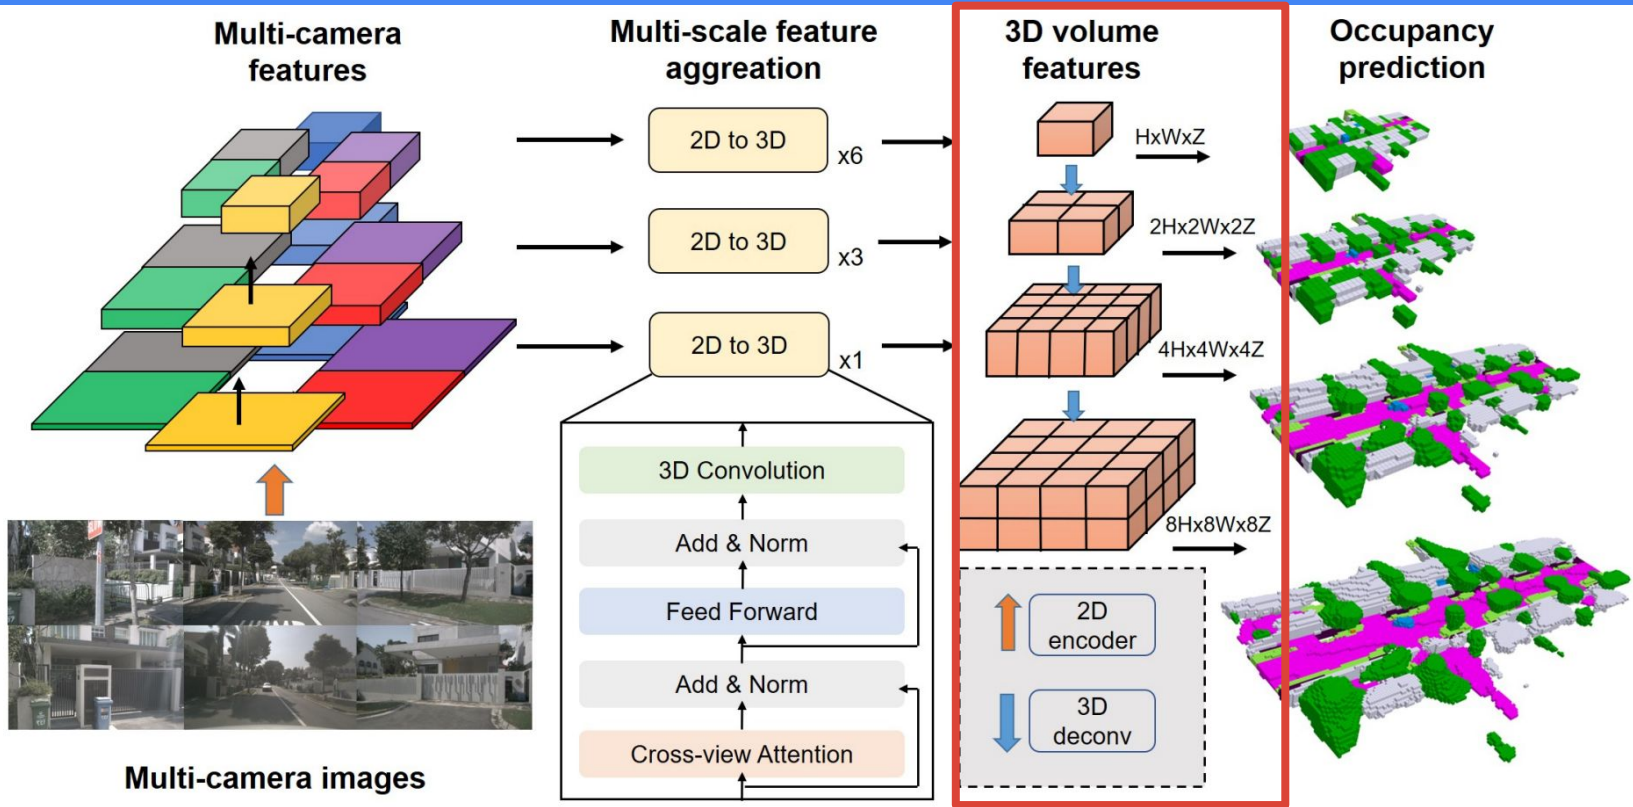 Multi-camera
features
Multi-scale feature
aggreation
3D volume
features
Occupancy
prediction
2D to 3D
x6
HxWxZ
2D to 3D
x3
2Hx2Wx2Z
2D to 3D
x1
4Hx4Wx4Z
8Hx8Wx8Z
3D Convolution
Add & Norm
Feed Forward
Add & Norm
Cross-view Attention
2D
encoder
3D
deconv
Multi-camera images